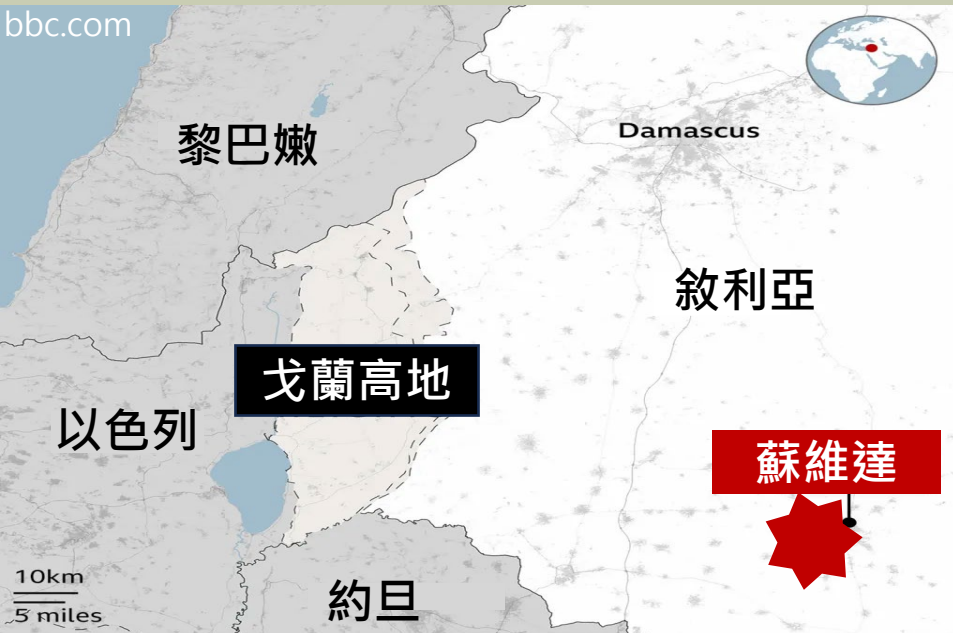 bbc.com
黎巴嫩
Damascus
敘利亞
戈蘭高地
以色列
蘇維達
10km
5 miles
約旦